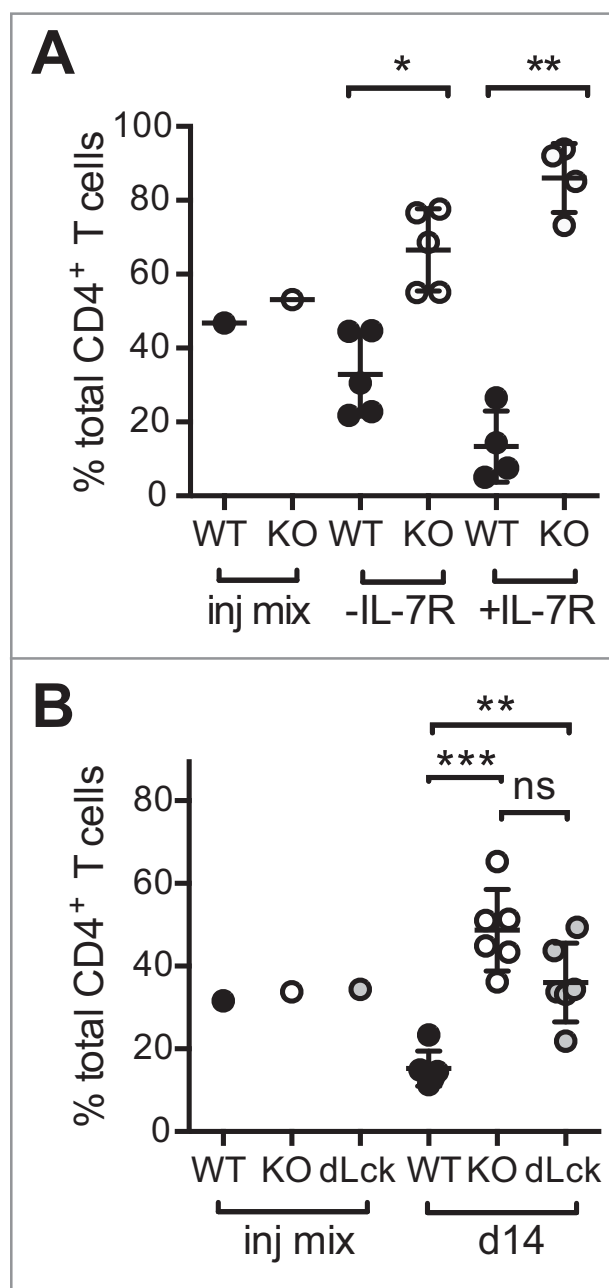 A
* **
% total CD4⁺ T cells
100
80
60
40
20
0
WT KO WT KO WT KO
inj mix -IL-7R +IL-7R
B
**
***
ns
% total CD4⁺ T cells
80
60
40
20
0
WT KO dLck WT KO dLck
inj mix d14